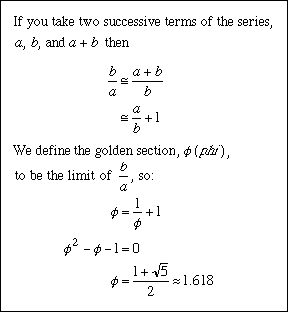 If you take two successive terms of the series,
a, b, and a + b then
b/a ≅ (a + b)/b
≅ a/b + 1
We define the golden section, ϕ (phi),
to be the limit of b/a, so:
ϕ = 1/ϕ + 1
ϕ² − ϕ − 1 = 0
ϕ = (1 + √5)/2 ≈ 1.618